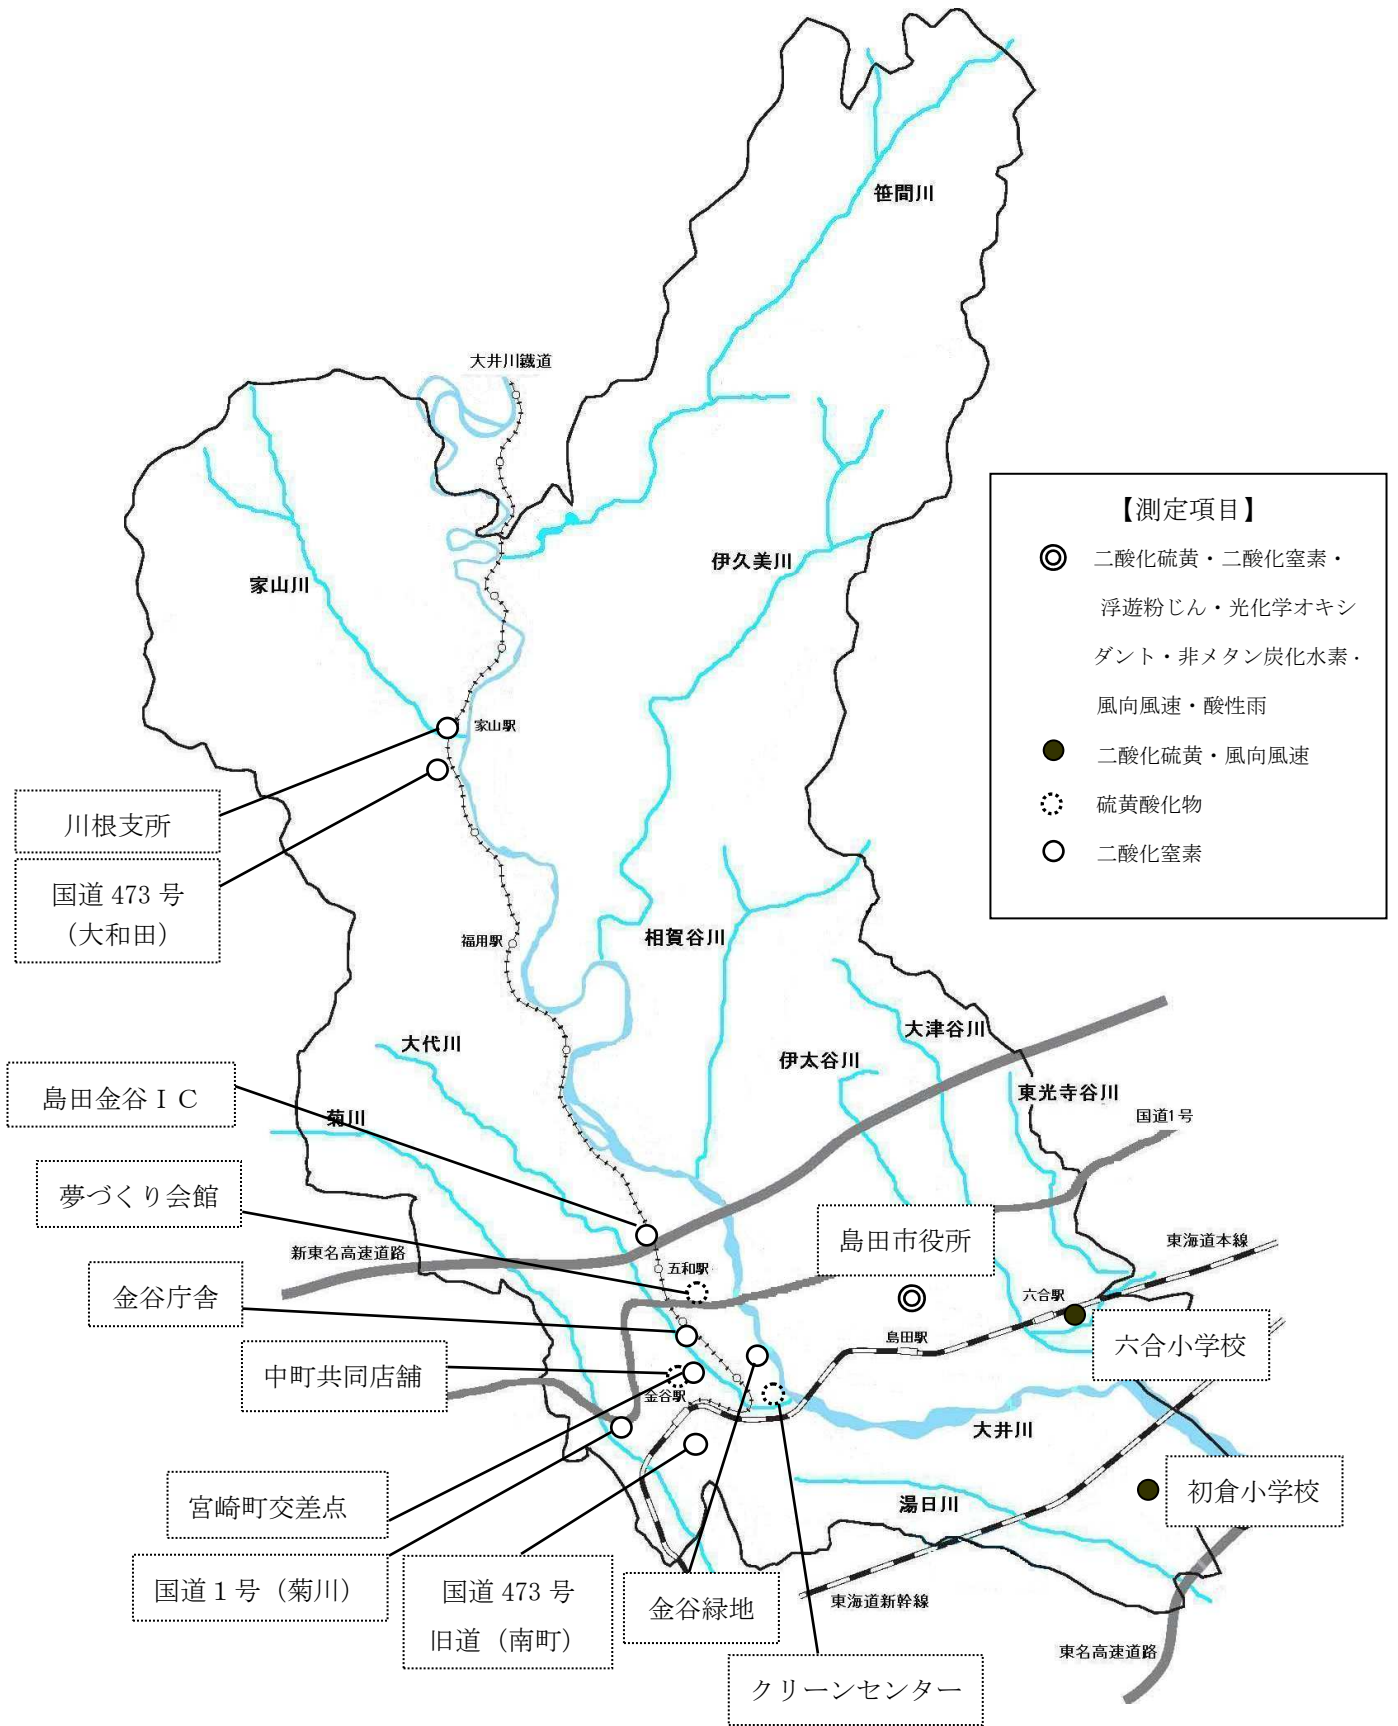 笹間川
大井川鐵道
【測定項目】
二酸化硫黄・二酸化窒素・
浮遊粉じん・光化学オキシ
ダント・非メタン炭化水素・
風向風速・酸性雨
二酸化硫黄・風向風速
硫黄酸化物
二酸化窒素
伊久美川
家山川
家山駅
川根支所
国道 473 号
（大和田）
福用駅
相賀谷川
大津谷川
大代川
伊太谷川
島田金谷ＩＣ
東光寺谷川
菊川
国道1号
夢づくり会館
島田市役所
新東名高速道路
東海道本線
五和駅
金谷庁舎
六合駅
島田駅
六合小学校
中町共同店舗
金谷駅
大井川
宮崎町交差点
湯日川
初倉小学校
国道１号（菊川）
国道 473 号
旧道（南町）
金谷緑地
東海道新幹線
東名高速道路
クリーンセンター